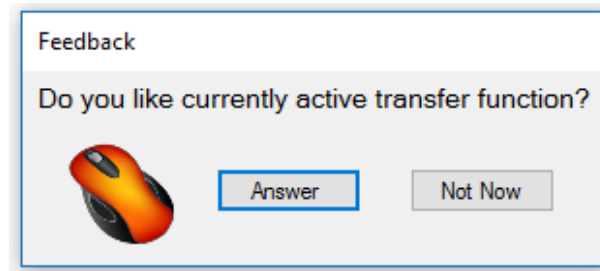 Feedback
Do you like currently active transfer function?
Answer
Not Now